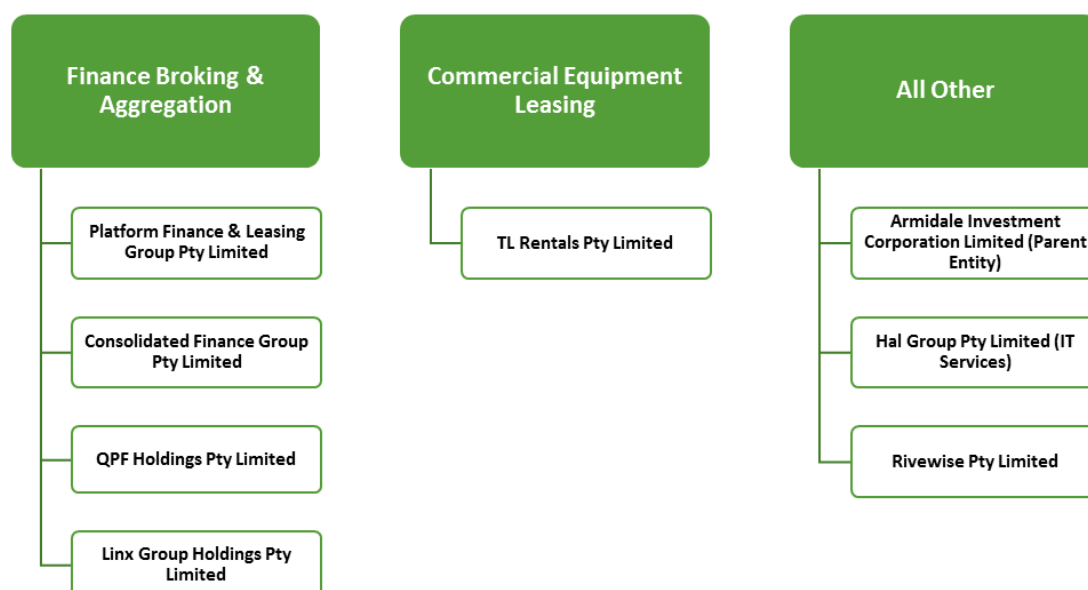 Finance Broking &
Aggregation
Platform Finance & Leasing
Group Pty Limited
Consolidated Finance Group
Pty Limited
QPF Holdings Pty Limited
Linx Group Holdings Pty
Limited
Commercial Equipment
Leasing
TL Rentals Pty Limited
All Other
Armidale Investment
Corporation Limited (Parent
Entity)
Hal Group Pty Limited (IT
Services)
Rivewise Pty Limited